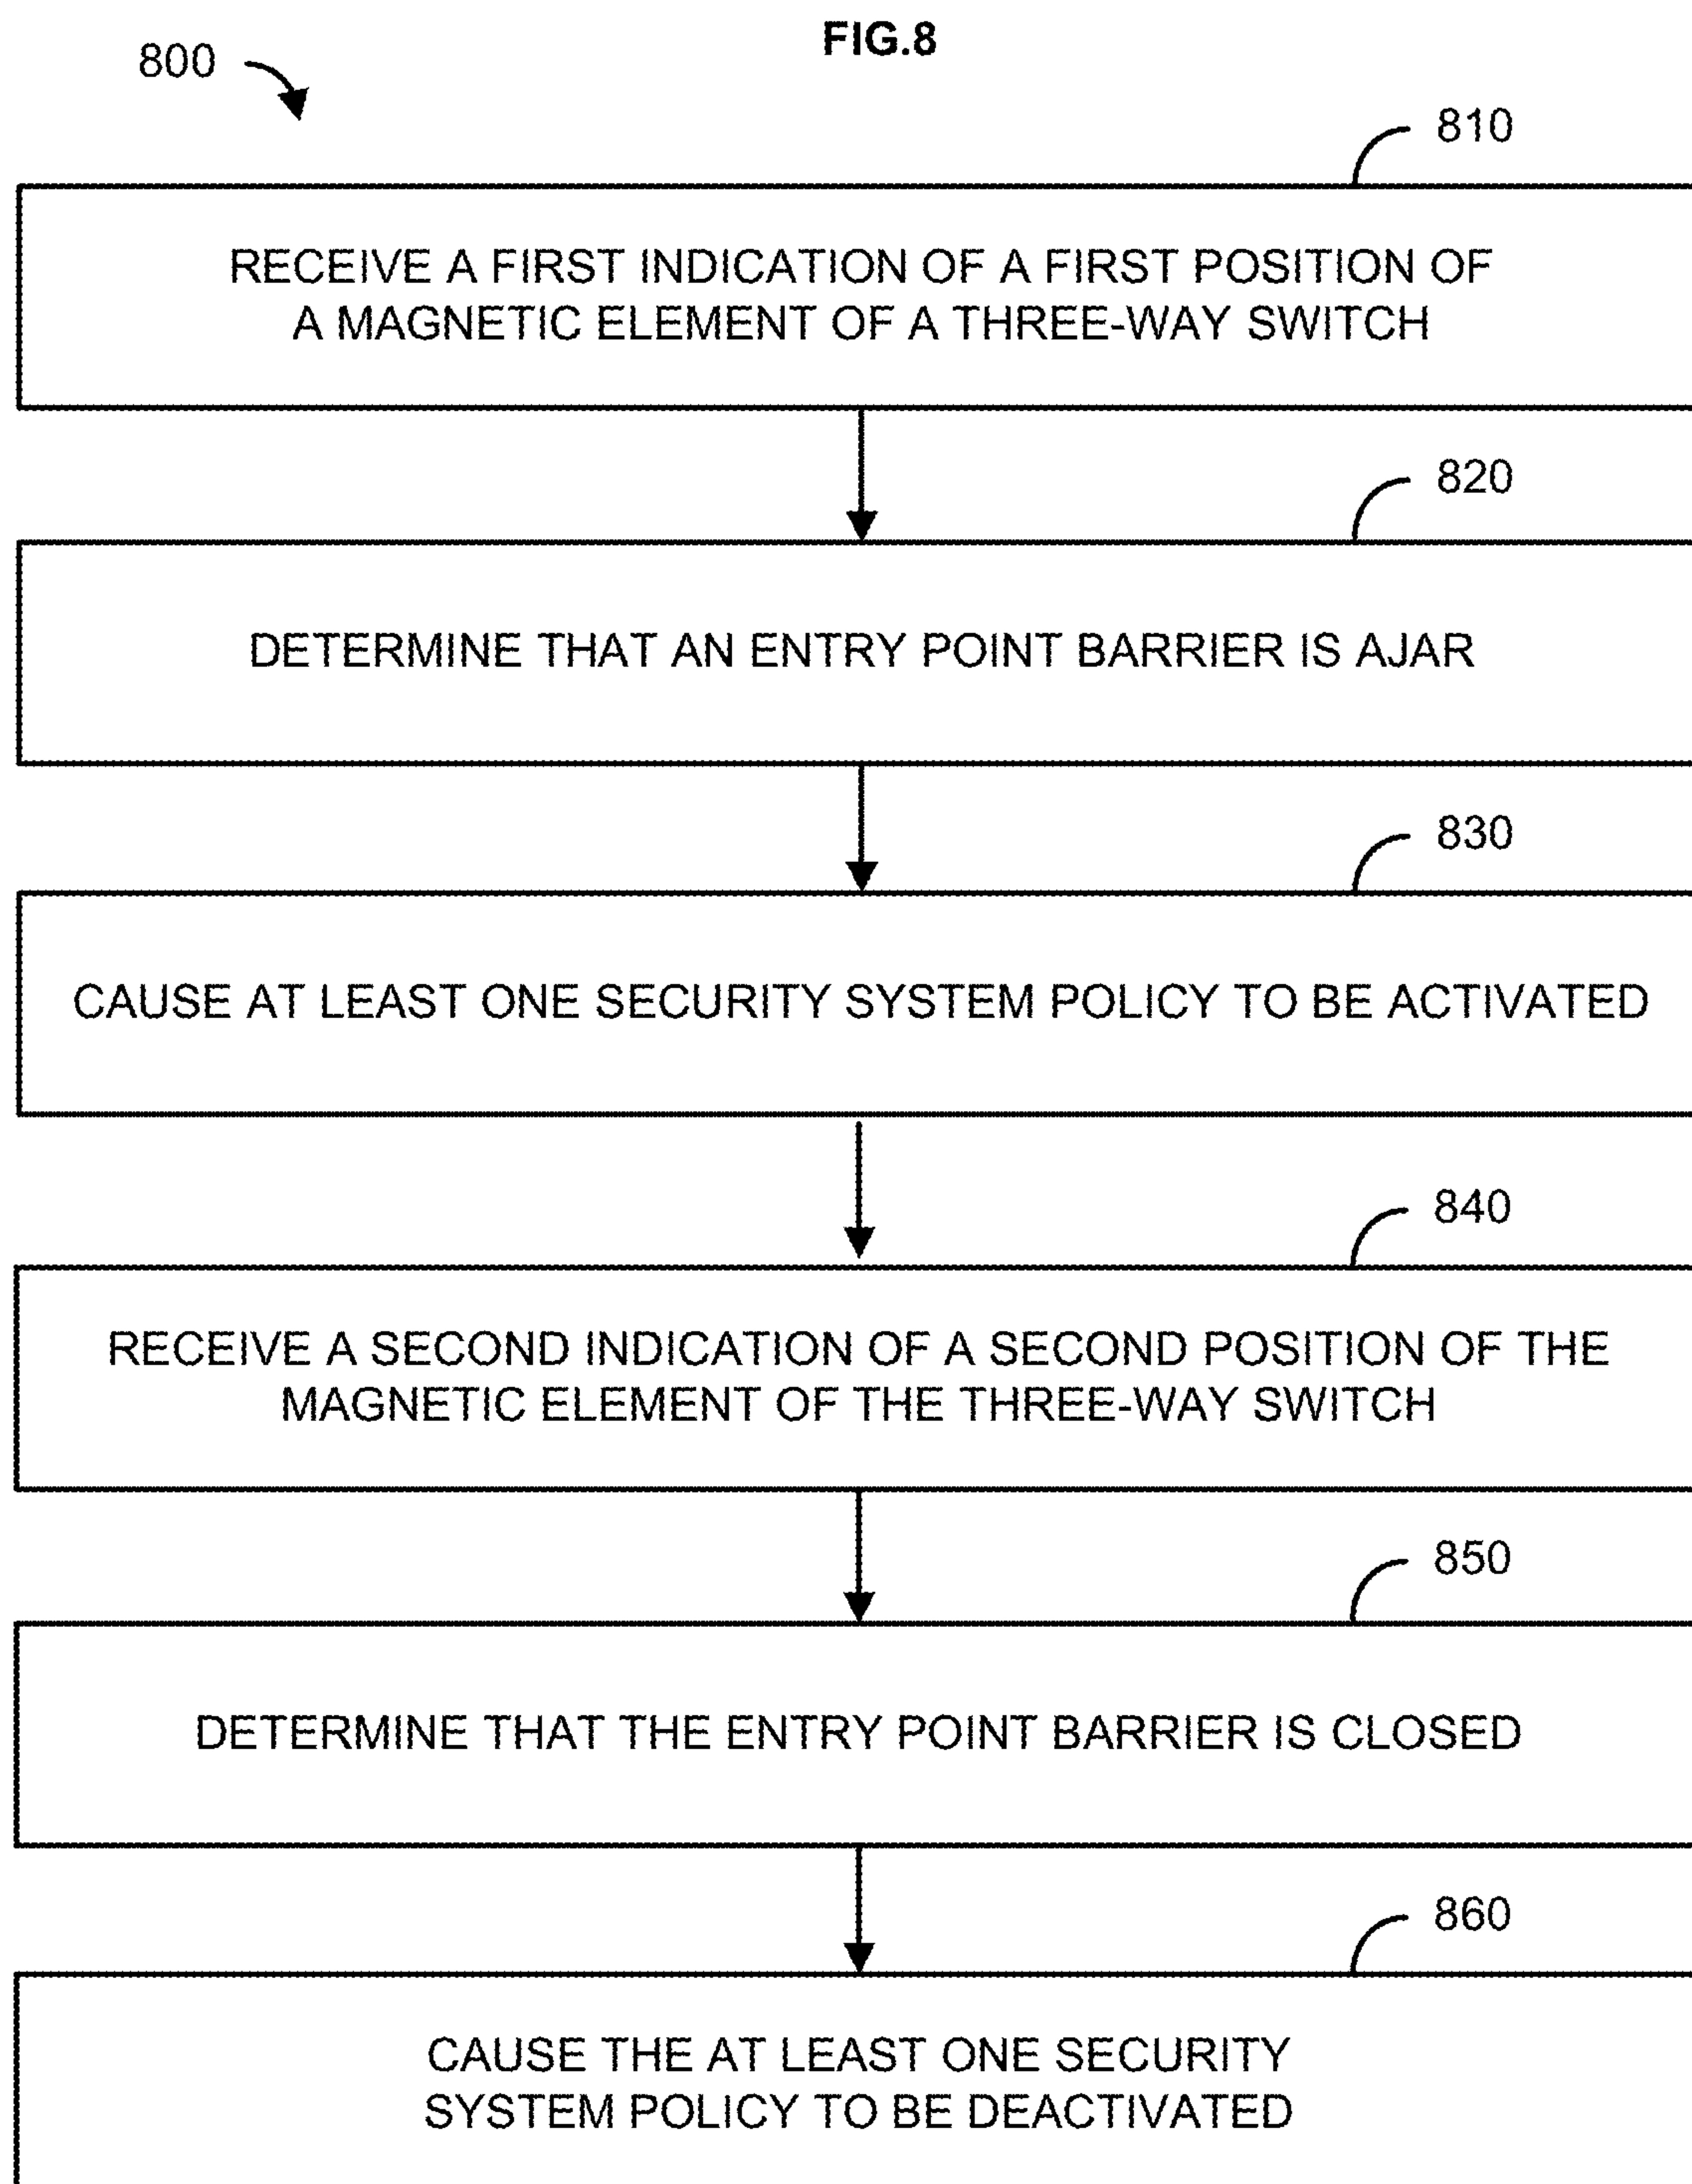 FIG.8
800
810
RECEIVE A FIRST INDICATION OF A FIRST POSITION OF
A MAGNETIC ELEMENT OF A THREE-WAY SWITCH
820
DETERMINE THAT AN ENTRY POINT BARRIER IS AJAR
830
CAUSE AT LEAST ONE SECURITY SYSTEM POLICY TO BE ACTIVATED
840
RECEIVE A SECOND INDICATION OF A SECOND POSITION OF THE
MAGNETIC ELEMENT OF THE THREE-WAY SWITCH
850
DETERMINE THAT THE ENTRY POINT BARRIER IS CLOSED
860
CAUSE THE AT LEAST ONE SECURITY
SYSTEM POLICY TO BE DEACTIVATED